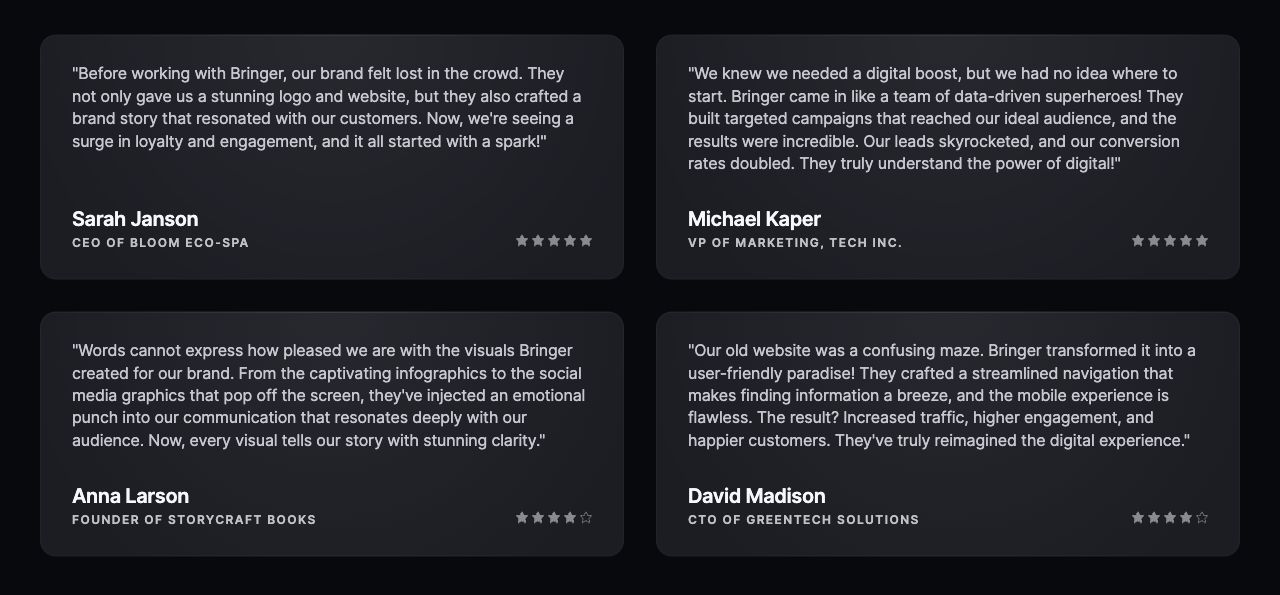 "Before working with Bringer, our brand felt lost in the crowd. They
not only gave us a stunning logo and website, but they also crafted a
brand story that resonated with our customers. Now, we're seeing a
surge in loyalty and engagement, and it all started with a spark!"
Sarah Janson
CEO OF BLOOM ECO-SPA
"We knew we needed a digital boost, but we had no idea where to
start. Bringer came in like a team of data-driven superheroes! They
built targeted campaigns that reached our ideal audience, and the
results were incredible. Our leads skyrocketed, and our conversion
rates doubled. They truly understand the power of digital!"
Michael Kaper
VP OF MARKETING, TECH INC.
"Words cannot express how pleased we are with the visuals Bringer
created for our brand. From the captivating infographics to the social
media graphics that pop off the screen, they've injected an emotional
punch into our communication that resonates deeply with our
audience. Now, every visual tells our story with stunning clarity."
Anna Larson
FOUNDER OF STORYCRAFT BOOKS
"Our old website was a confusing maze. Bringer transformed it into a
user-friendly paradise! They crafted a streamlined navigation that
makes finding information a breeze, and the mobile experience is
flawless. The result? Increased traffic, higher engagement, and
happier customers. They've truly reimagined the digital experience."
David Madison
CTO OF GREENTECH SOLUTIONS